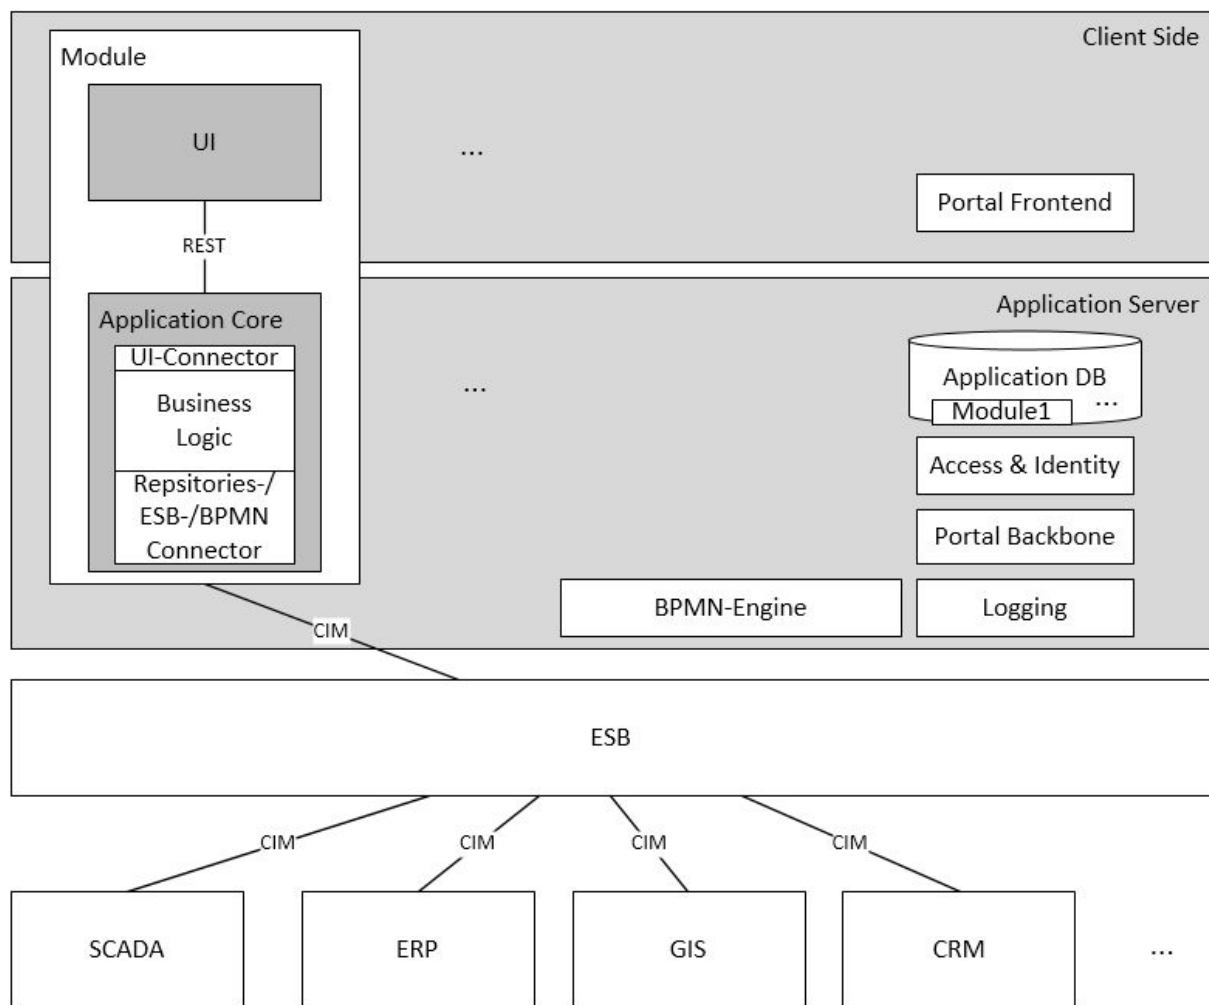 Client Side
Module
UI
...
Portal Frontend
REST
Application Server
Application Core
UI-Connector
Business
Logic
Repsitories-/
ESB-/BPMN
Connector
...
Application DB
Module1
...
Access & Identity
Portal Backbone
BPMN-Engine
Logging
CIM
ESB
CIM
CIM
CIM
CIM
SCADA
ERP
GIS
CRM
...